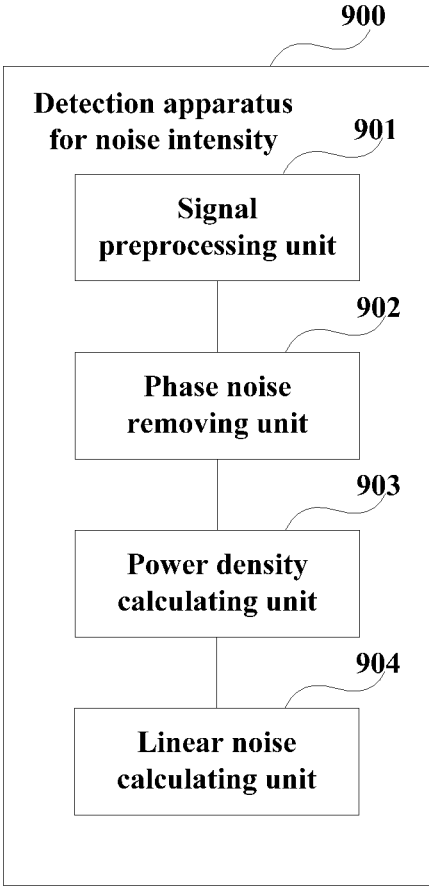 900
Detection apparatus
for noise intensity
901
Signal
preprocessing unit
902
Phase noise
removing unit
903
Power density
calculating unit
904
Linear noise
calculating unit